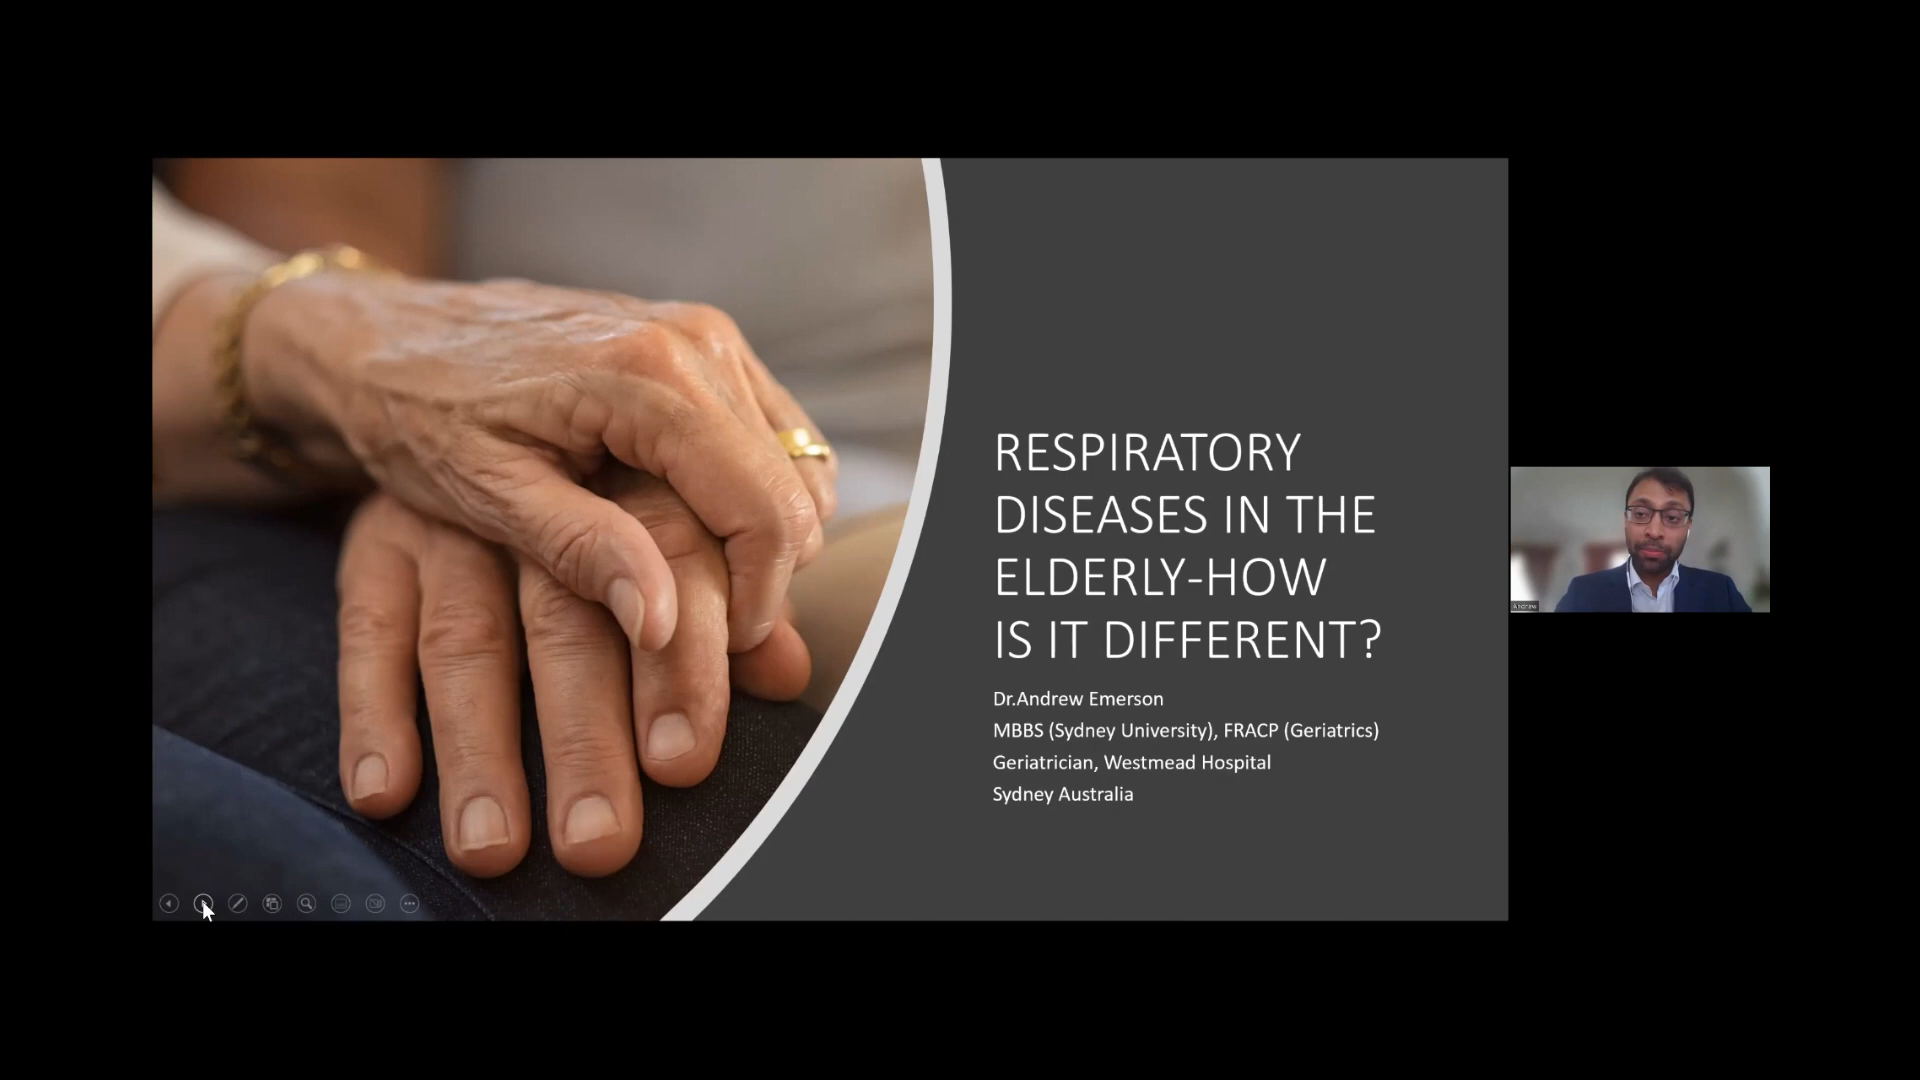 RESPIRATORY
DISEASES IN THE
ELDERLY-HOW
IS IT DIFFERENT?
Dr.Andrew Emerson
MBBS (Sydney University), FRACP (Geriatrics)
Geriatrician, Westmead Hospital
Sydney Australia
Andrew